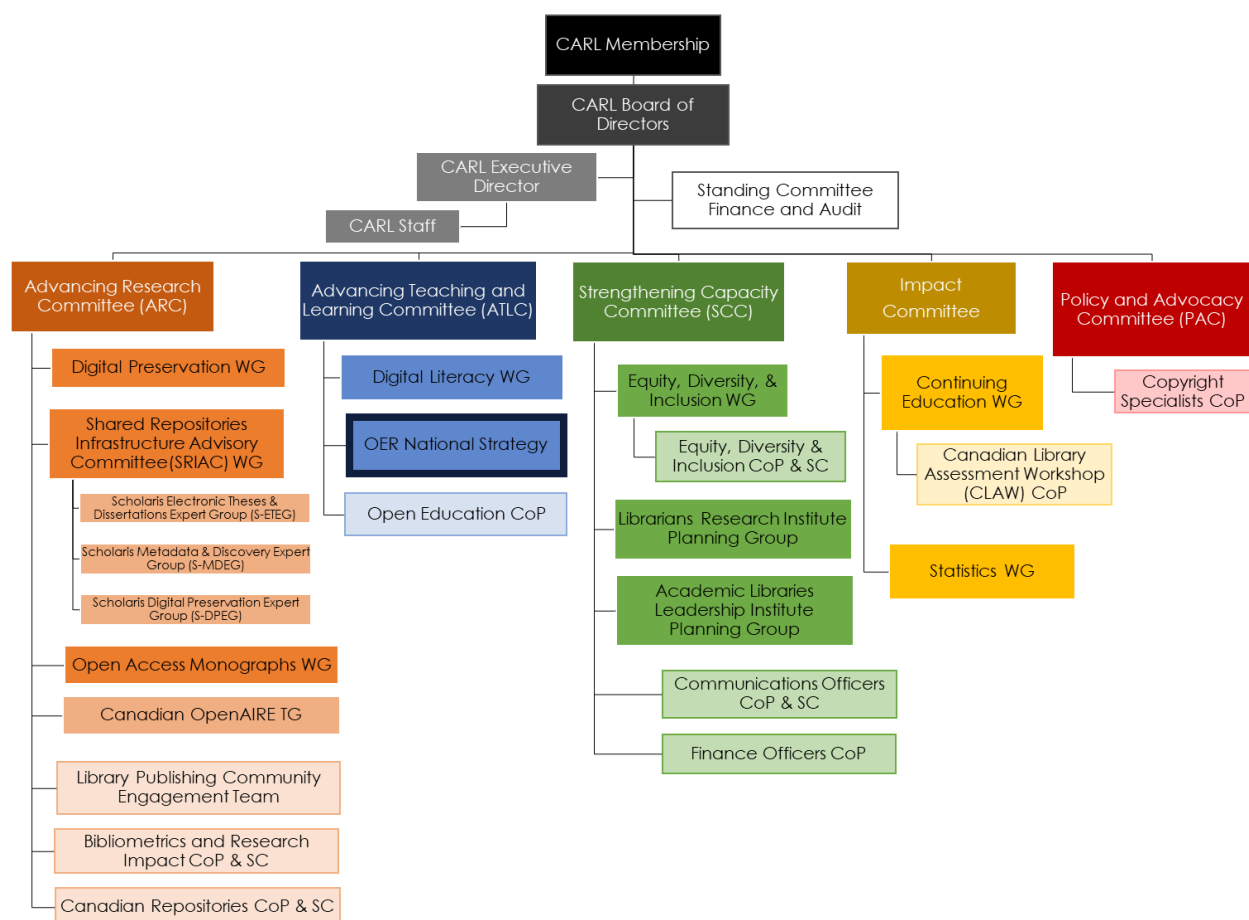 CARL Membership
CARL Board of
Directors
CARL Executive
Director
Standing Committee
Finance and Audit
CARL Staff
Advancing Research
Committee (ARC)
Digital Preservation WG
Shared Repositories
Infrastructure Advisory
Committee(SRIAC) WG
Scholaris Electronic Theses &
Dissertations Expert Group (S-ETEG)
Scholaris Metadata & Discovery Expert
Group (S-MDEG)
Scholaris Digital Preservation Expert
Group (S-DPEG)
Open Access Monographs WG
Canadian OpenAIRE TG
Library Publishing Community
Engagement Team
Bibliometrics and Research
Impact CoP & SC
Canadian Repositories CoP & SC
Advancing Teaching and
Learning Committee (ATLC)
Digital Literacy WG
OER National Strategy
Open Education CoP
Strengthening Capacity
Committee (SCC)
Equity, Diversity, &
Inclusion WG
Equity, Diversity &
Inclusion CoP & SC
Librarians Research Institute
Planning Group
Academic Libraries
Leadership Institute
Planning Group
Communications Officers
CoP & SC
Finance Officers CoP
Impact
Committee
Continuing
Education WG
Canadian Library
Assessment Workshop
(CLAW) CoP
Statistics WG
Policy and Advocacy
Committee (PAC)
Copyright
Specialists CoP